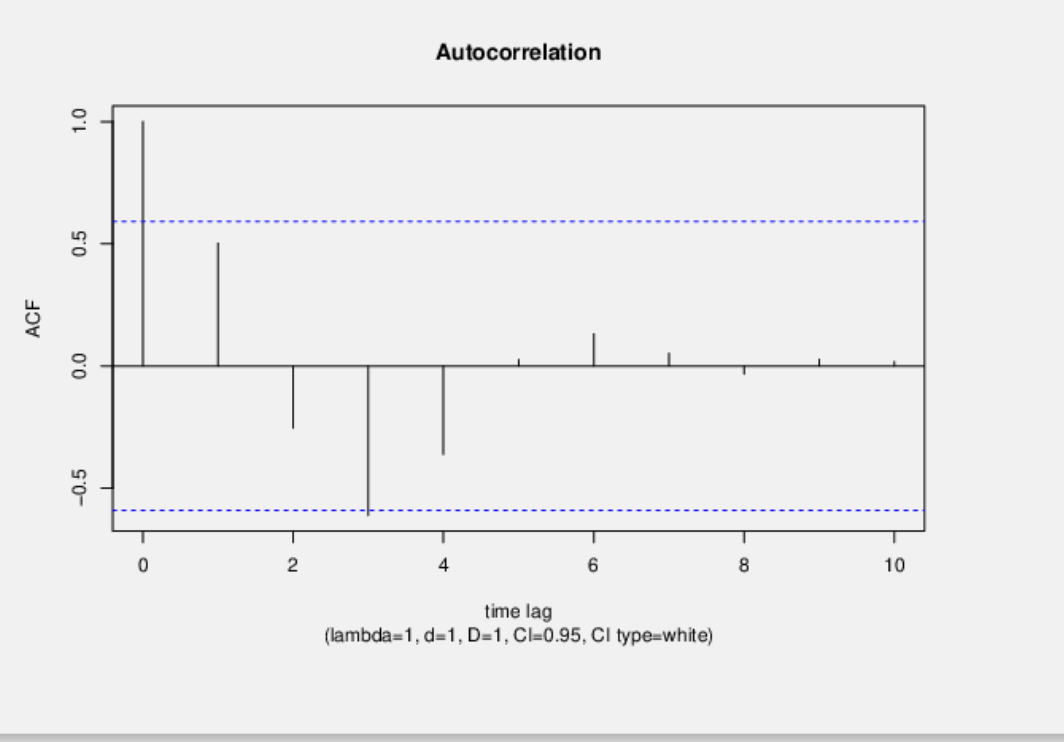 Autocorrelation
1.0
0.5
0.0
−0.5
ACF
0 2 4 6 8 10
time lag
(lambda=1, d=1, D=1, CI=0.95, CI type=white)